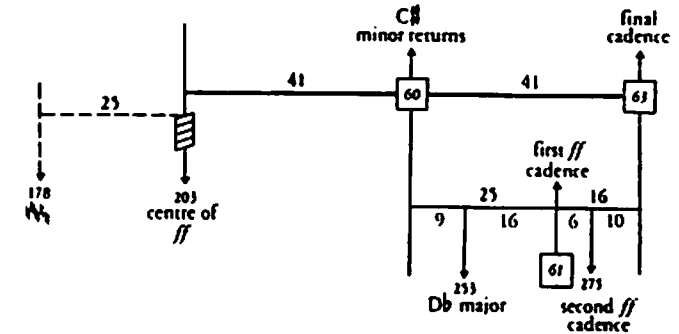 C#
minor returns
final
cadence
25
41
60
41
63
178
203
centre of
ff
first ff
cadence
25
16
9
16
6
10
61
253
Db major
275
second ff
cadence